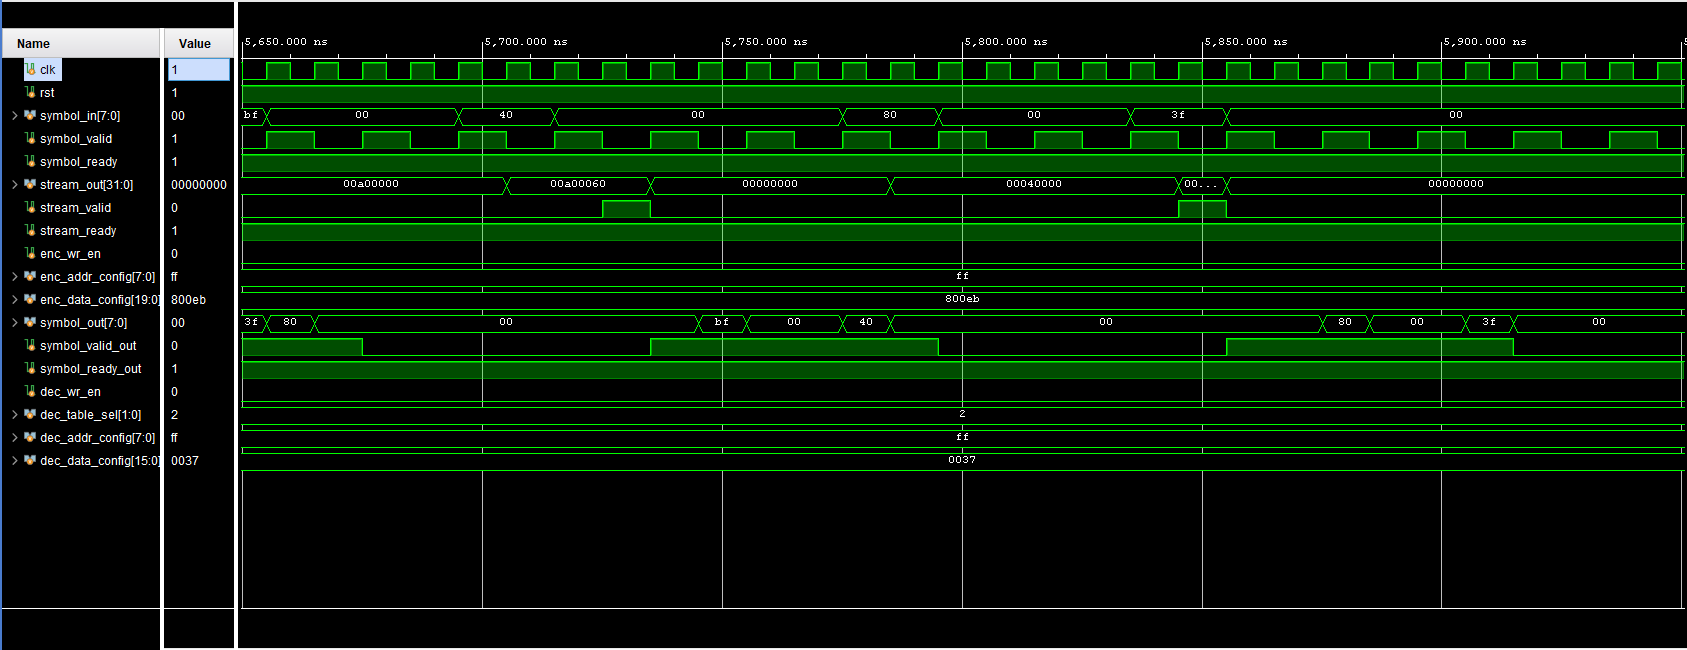 Name Value 5,650.000 ns 5,700.000 ns 5,750.000 ns 5,800.000 ns 5,850.000 ns 5,900.000 ns
clk 1
rst 1
symbol_in[7:0] 00 bf 00 40 00 80 00 3f 00
symbol_valid 1
symbol_ready 1
stream_out[31:0] 00000000 00a00000 00a00060 00000000 00040000 00... 00000000
stream_valid 0
stream_ready 1
enc_wr_en 0
enc_addr_config[7:0] ff ff
enc_data_config[19:0] 800eb 800eb
symbol_out[7:0] 00 3f 80 00 bf 00 40 00 80 00 3f 00
symbol_valid_out 0
symbol_ready_out 1
dec_wr_en 0
dec_table_sel[1:0] 2 2
dec_addr_config[7:0] ff ff
dec_data_config[15:0] 0037 0037